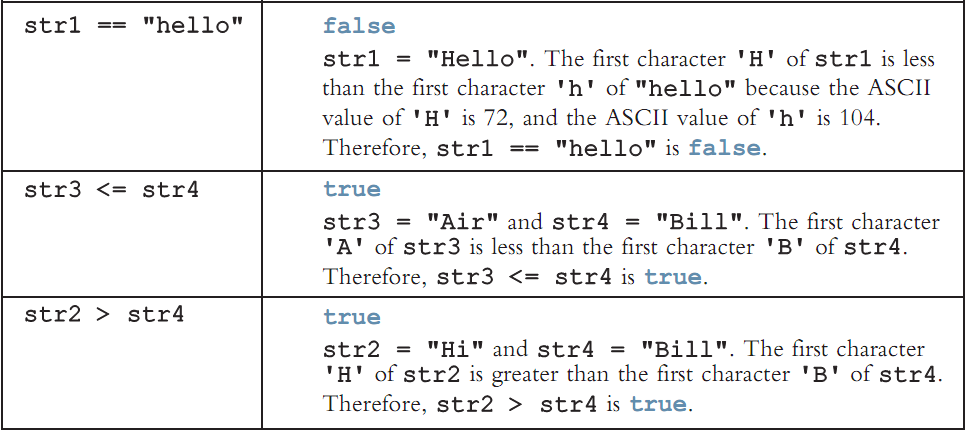 str1 == "hello"
false
str1 = "Hello". The first character 'H' of str1 is less
than the first character 'h' of "hello" because the ASCII
value of 'H' is 72, and the ASCII value of 'h' is 104.
Therefore, str1 == "hello" is false.
str3 <= str4
true
str3 = "Air" and str4 = "Bill". The first character
'A' of str3 is less than the first character 'B' of str4.
Therefore, str3 <= str4 is true.
str2 > str4
true
str2 = "Hi" and str4 = "Bill". The first character
'H' of str2 is greater than the first character 'B' of str4.
Therefore, str2 > str4 is true.